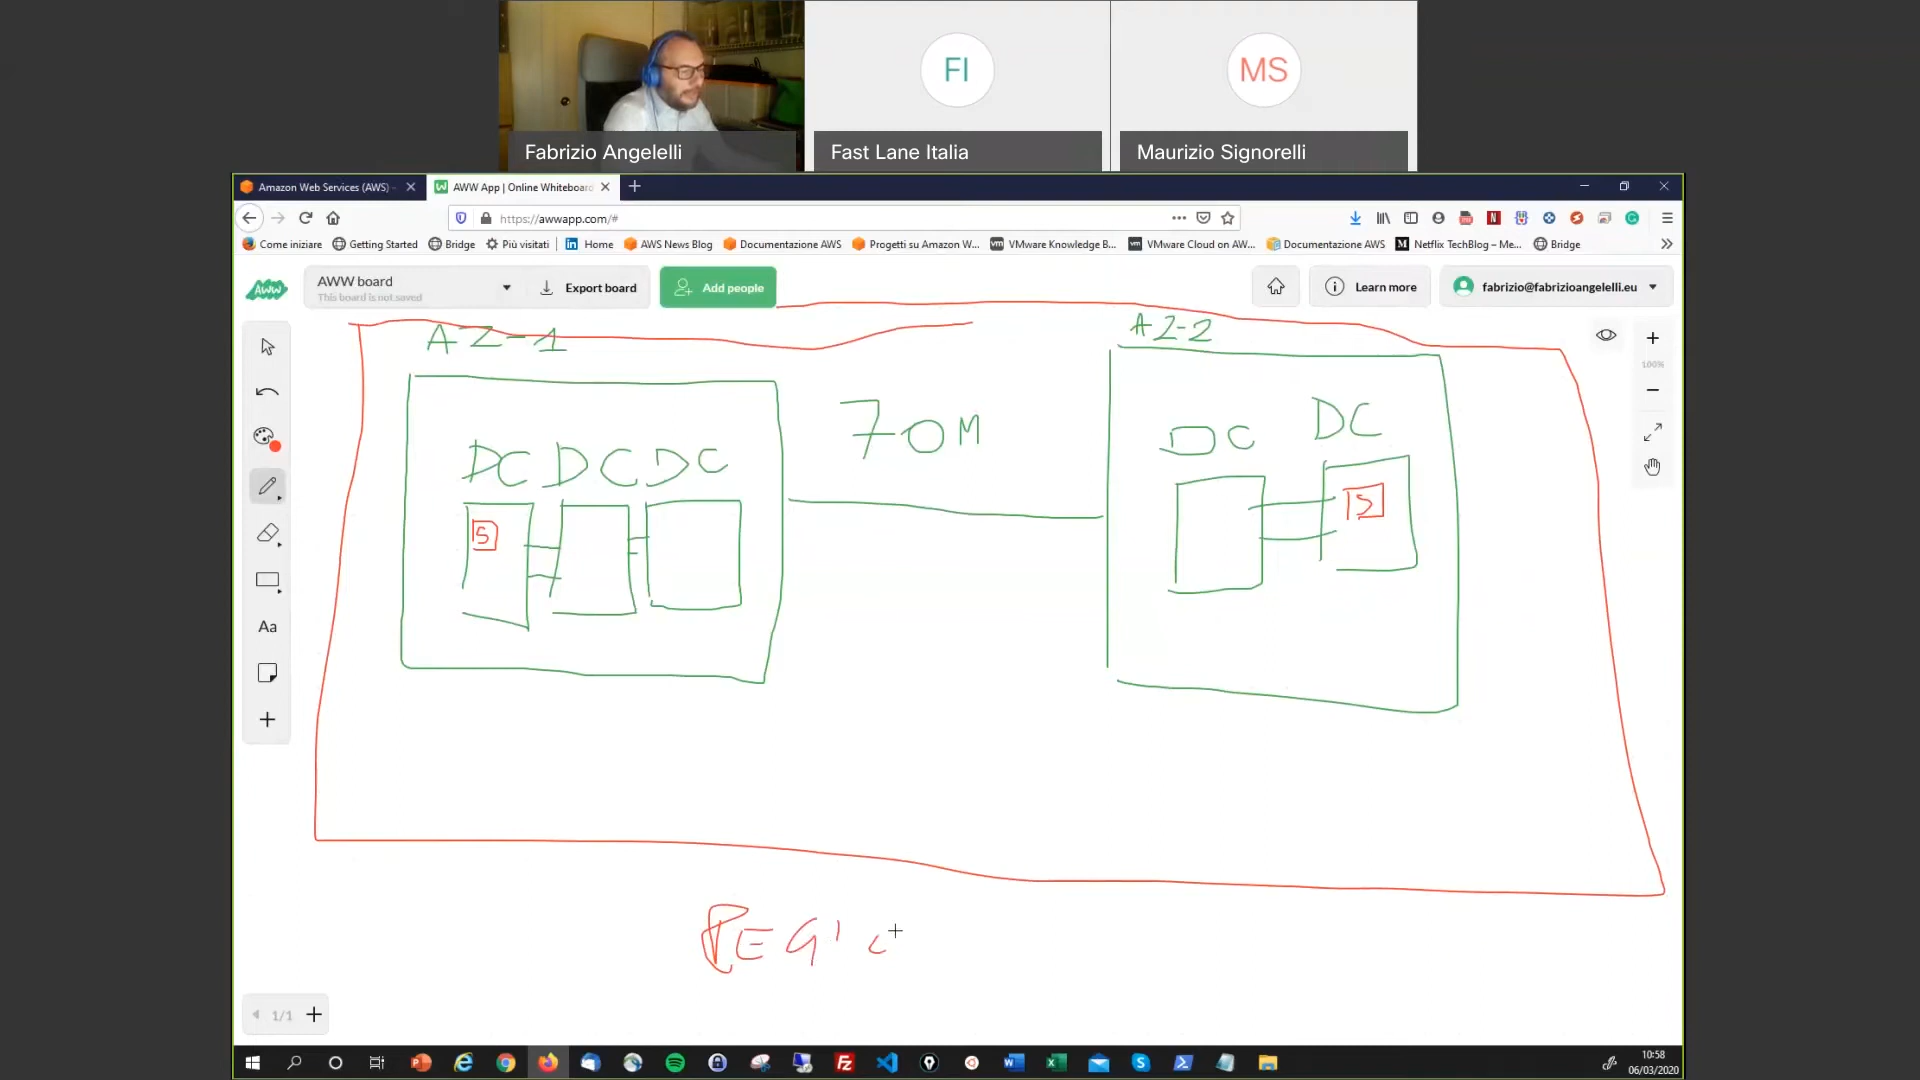 FI
MS
Fabrizio Angelelli
Fast Lane Italia
Maurizio Signorelli
Amazon Web Services (AWS) -
AWW App | Online Whiteboard
https://awwapp.com/#
Come iniziare
Getting Started
Bridge
Più visitati
Home
AWS News Blog
Documentazione AWS
Progetti su Amazon W...
VMware Knowledge B...
VMware Cloud on AW...
Documentazione AWS
Netflix TechBlog – Me...
Bridge
AWW
AWW board
This board is not saved
Export board
Add people
Learn more
fabrizio@fabrizioangelelli.eu
100%
Aa
AZ-1
AZ-2
70M
DC DC DC
DC DC
S
S
REGI
1/1
10:58
06/03/2020